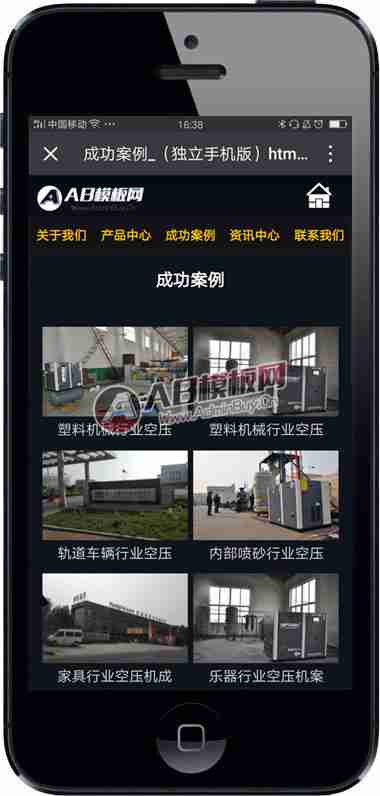 中国移动
16:38
成功案例_（独立手机版）htm...
AB模板网
www.AdminBuy.Cn
关于我们 产品中心 成功案例 资讯中心 联系我们
成功案例
AB模板网
www.AdminBuy.cn
塑料机械行业空压 塑料机械行业空压
轨道车辆行业空压 内部喷砂行业空压
家具行业空压机成 乐器行业空压机案